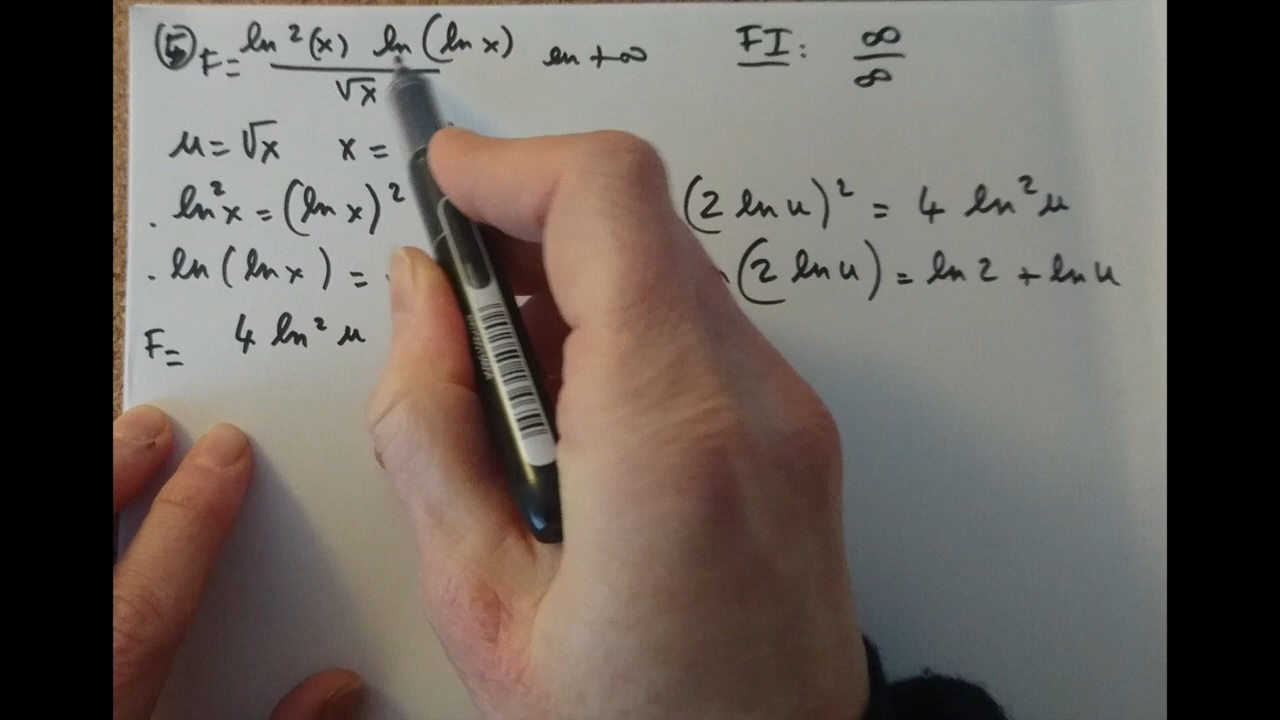 ⑤ F = ln²(x) ln(ln x) / √x en +∞ FI: ∞/∞
u = √x x =
. ln²x = (ln x)² (2 ln u)² = 4 ln²u
. ln(ln x) = (2 ln u) = ln 2 + ln u
F = 4 ln² u